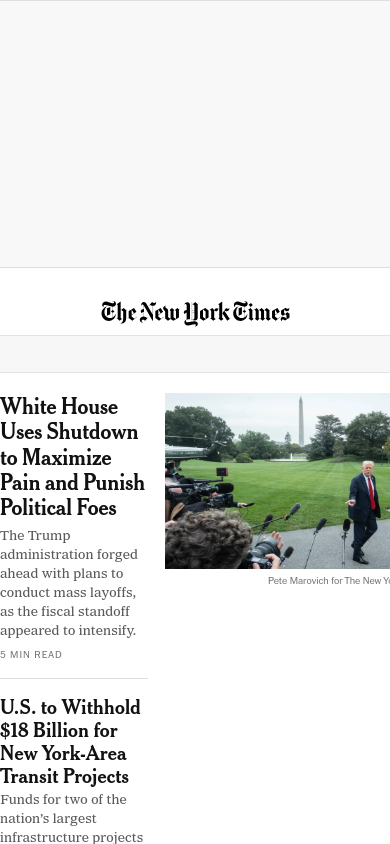 The New York Times
White House
Uses Shutdown
to Maximize
Pain and Punish
Political Foes
The Trump
administration forged
ahead with plans to
conduct mass layoffs,
as the fiscal standoff
appeared to intensify.
5 MIN READ
Pete Marovich for The New Yo
U.S. to Withhold
$18 Billion for
New York-Area
Transit Projects
Funds for two of the
nation's largest
infrastructure projects